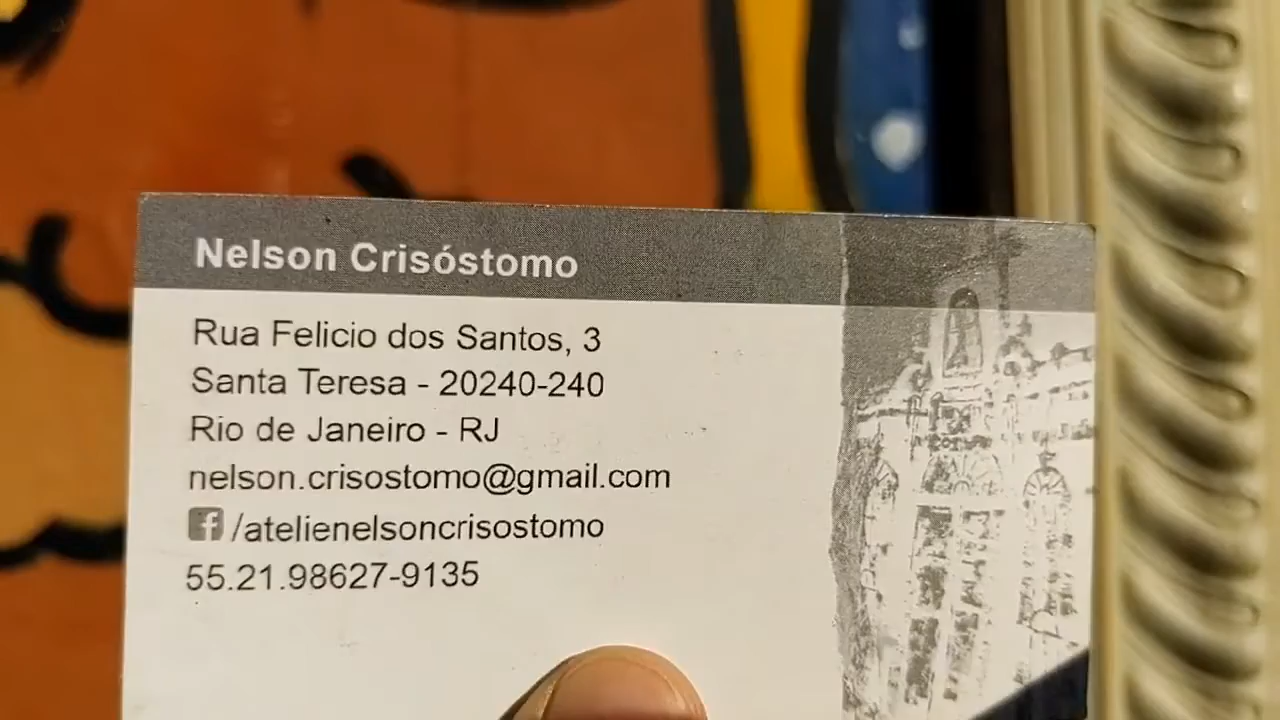 Nelson Crisóstomo
Rua Felicio dos Santos, 3
Santa Teresa - 20240-240
Rio de Janeiro - RJ
nelson.crisostomo@gmail.com
f /atelienelsoncrisostomo
55.21.98627-9135